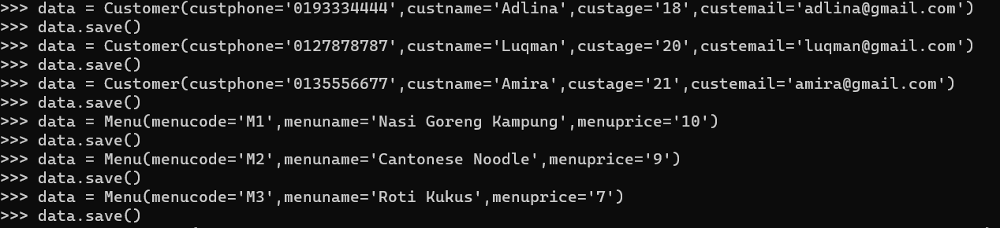 >>> data = Customer(custphone='0193334444',custname='Adlina',custage='18',custemail='adlina@gmail.com')
>>> data.save()
>>> data = Customer(custphone='0127878787',custname='Luqman',custage='20',custemail='luqman@gmail.com')
>>> data.save()
>>> data = Customer(custphone='0135556677',custname='Amira',custage='21',custemail='amira@gmail.com')
>>> data.save()
>>> data = Menu(menucode='M1',menuname='Nasi Goreng Kampung',menuprice='10')
>>> data.save()
>>> data = Menu(menucode='M2',menuname='Cantonese Noodle',menuprice='9')
>>> data.save()
>>> data = Menu(menucode='M3',menuname='Roti Kukus',menuprice='7')
>>> data.save()